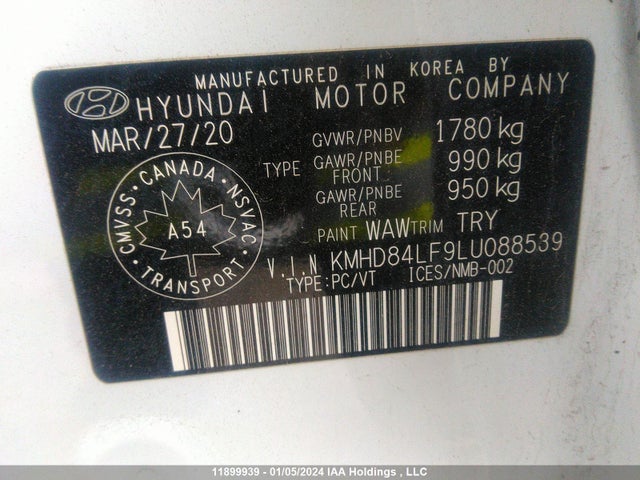 MANUFACTURED IN KOREA BY
HYUNDAI MOTOR COMPANY
MAR/27/20
GVWR/PNBV 1780 kg
TYPE
GAWR/PNBE FRONT 990 kg
GAWR/PNBE REAR 950 kg
PAINT WAW TRIM TRY
CMVSS · CANADA · NSVAC · TRANSPORT
A54
V.I.N KMHD84LF9LU088539
TYPE:PC/VT ICES/NMB-002
11899939 - 01/05/2024 IAA Holdings , LLC